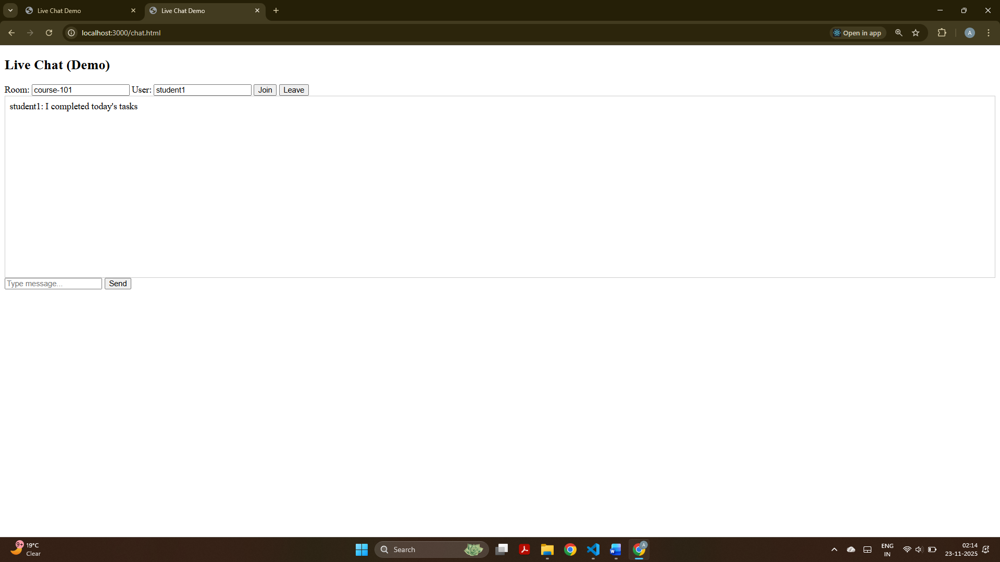 Live Chat Demo
Live Chat Demo
localhost:3000/chat.html
Open in app
A
Live Chat (Demo)
Room: course-101 User: student1 Join Leave
student1: I completed today's tasks
Type message... Send
9+
19°C
Clear
Search
W
A
ENG
IN
02:14
23-11-2025